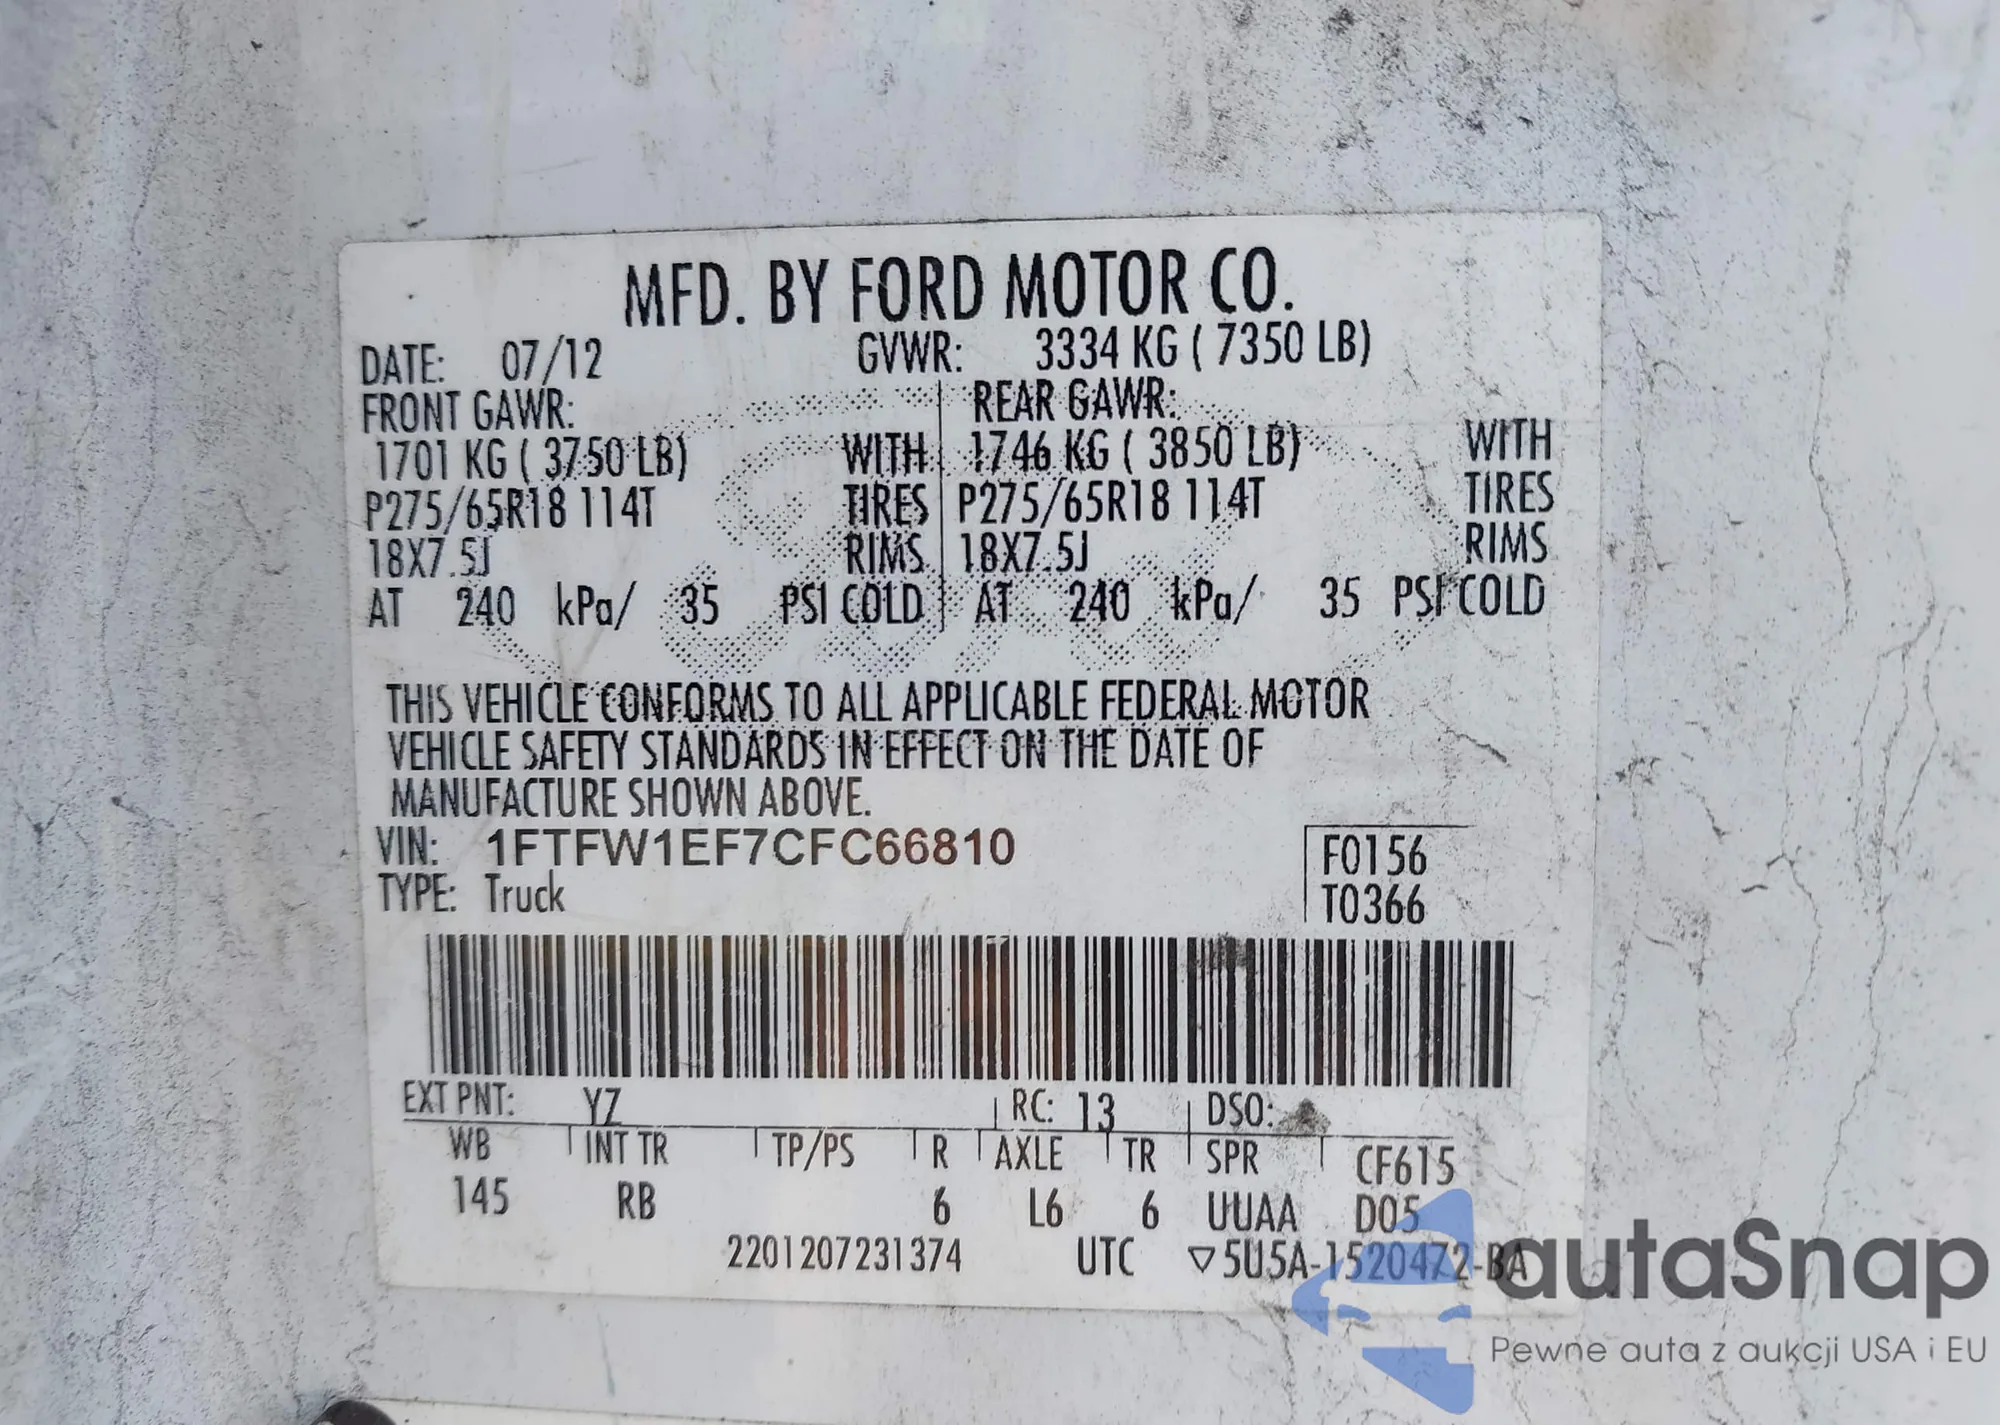 MFD. BY FORD MOTOR CO.
DATE: 07/12 GVWR: 3334 KG ( 7350 LB)
FRONT GAWR: REAR GAWR:
1701 KG ( 3750 LB) WITH 1746 KG ( 3850 LB) WITH
P275/65R18 114T TIRES P275/65R18 114T TIRES
18X7.5J RIMS 18X7.5J RIMS
AT 240 kPa/ 35 PSI COLD AT 240 kPa/ 35 PSI COLD
THIS VEHICLE CONFORMS TO ALL APPLICABLE FEDERAL MOTOR
VEHICLE SAFETY STANDARDS IN EFFECT ON THE DATE OF
MANUFACTURE SHOWN ABOVE.
VIN: 1FTFW1EF7CFC66810 F0156
TYPE: Truck T0366
EXT PNT: YZ RC: 13 DSO:
WB INT TR TP/PS R AXLE TR SPR CF615
145 RB 6 L6 6 UUAA D05
2201207231374 UTC ▽5U5A-1520472-BA
autaSnap
Pewne auta z aukcji USA i EU